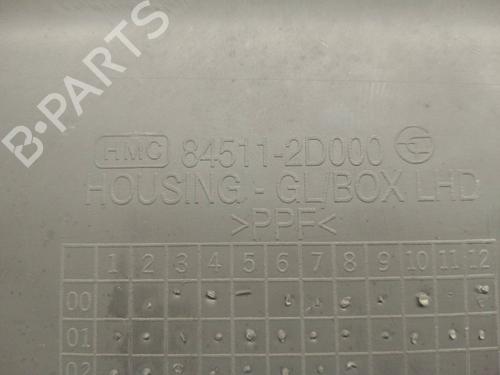 B-PARTS
HMC 84511-2D000
HOUSING - GL/BOX LHD
>PPF<
1 2 3 4 5 6 7 8 9 10 11 12
00
01
02